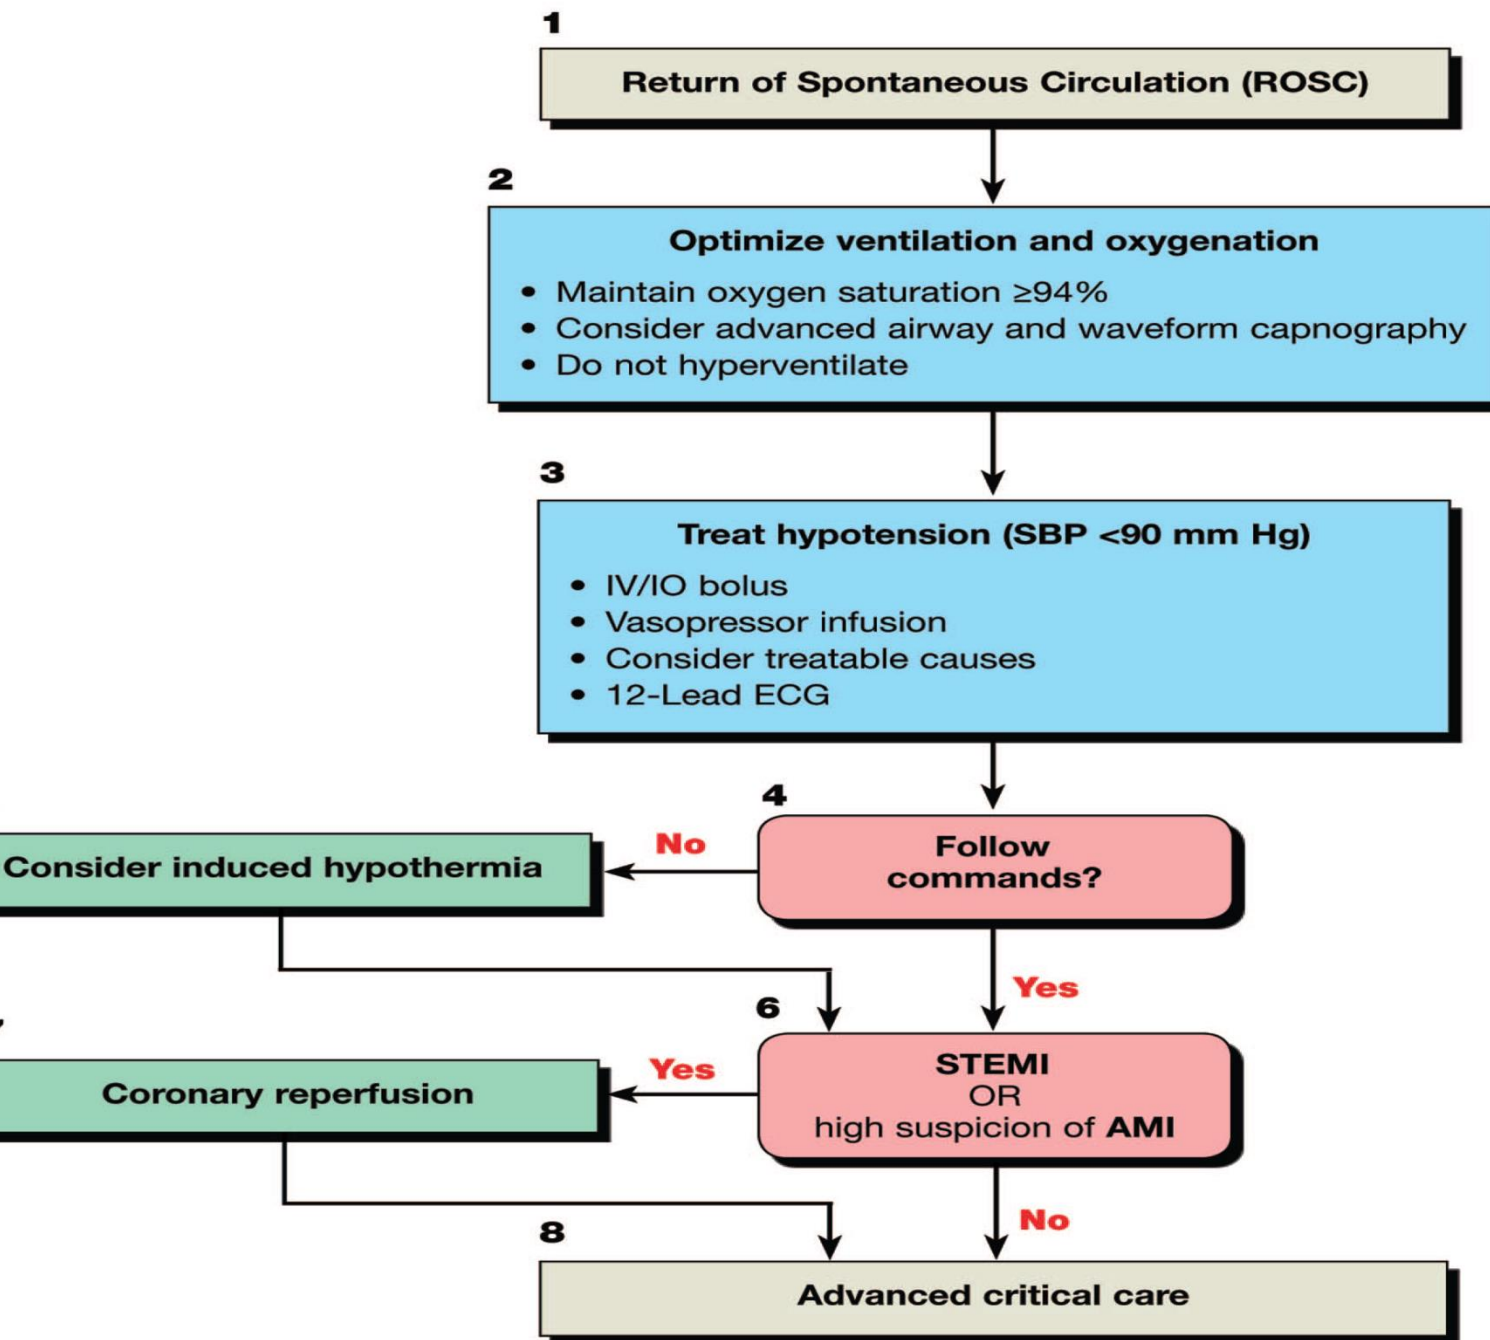 1
Return of Spontaneous Circulation (ROSC)
2
Optimize ventilation and oxygenation
• Maintain oxygen saturation ≥94%
• Consider advanced airway and waveform capnography
• Do not hyperventilate
3
Treat hypotension (SBP <90 mm Hg)
• IV/IO bolus
• Vasopressor infusion
• Consider treatable causes
• 12-Lead ECG
4
Follow
commands?
No
Consider induced hypothermia
Yes
6
STEMI
OR
high suspicion of AMI
Yes
Coronary reperfusion
No
8
Advanced critical care